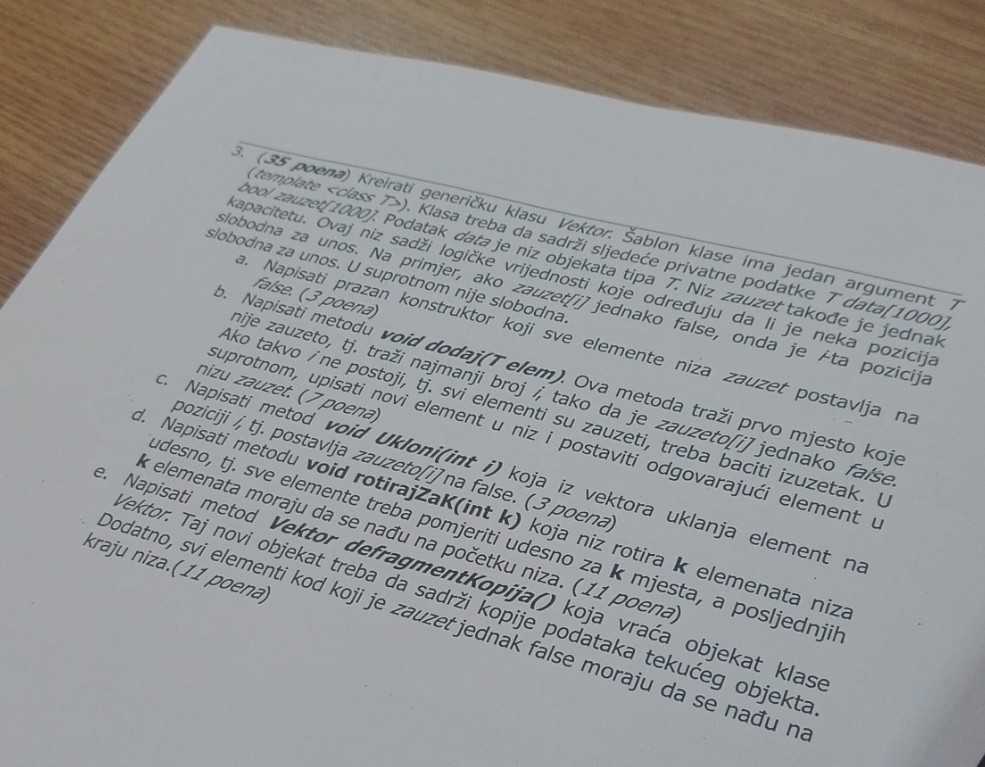 3. (35 poena) Kreirati generičku klasu Vektor. Šablon klase ima jedan argument T
(template <class T>). Klasa treba da sadrži sljedeće privatne podatke T data[1000],
bool zauzet[1000]. Podatak data je niz objekata tipa T. Niz zauzet takođe je jednak
kapacitetu. Ovaj niz sadži logičke vrijednosti koje određuju da li je neka pozicija
slobodna za unos. Na primjer, ako zauzet[i] jednako false, onda je i-ta pozicija
slobodna za unos. U suprotnom nije slobodna.
a. Napisati prazan konstruktor koji sve elemente niza zauzet postavlja na
false. (3 poena)
b. Napisati metodu void dodaj(T elem). Ova metoda traži prvo mjesto koje
nije zauzeto, tj. traži najmanji broj i, tako da je zauzeto[i] jednako false.
Ako takvo i ne postoji, tj. svi elementi su zauzeti, treba baciti izuzetak. U
suprotnom, upisati novi element u niz i postaviti odgovarajući element u
nizu zauzet. (7 poena)
c. Napisati metod void Ukloni(int i) koja iz vektora uklanja element na
poziciji i, tj. postavlja zauzeto[i] na false. (3 poena)
d. Napisati metodu void rotirajZaK(int k) koja niz rotira k elemenata niza
udesno, tj. sve elemente treba pomjeriti udesno za k mjesta, a posljednjih
k elemenata moraju da se nađu na početku niza. (11 poena)
e. Napisati metod Vektor defragmentKopija() koja vraća objekat klase
Vektor. Taj novi objekat treba da sadrži kopije podataka tekućeg objekta.
Dodatno, svi elementi kod koji je zauzet jednak false moraju da se nađu na
kraju niza.(11 poena)